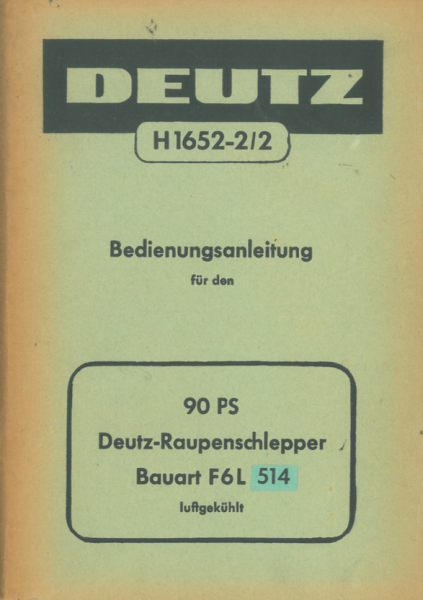 DEUTZ
H1652-2/2
Bedienungsanleitung
für den
90 PS
Deutz-Raupenschlepper
Bauart F6L 514
luftgekühlt